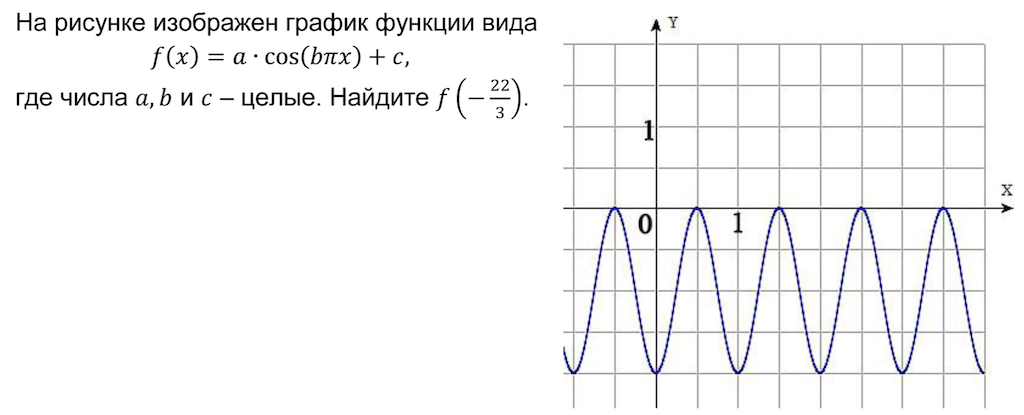 На рисунке изображен график функции вида
f(x) = a · cos(bπx) + c,
где числа a, b и c – целые. Найдите f(−22/3).
Y
1
X
0
1